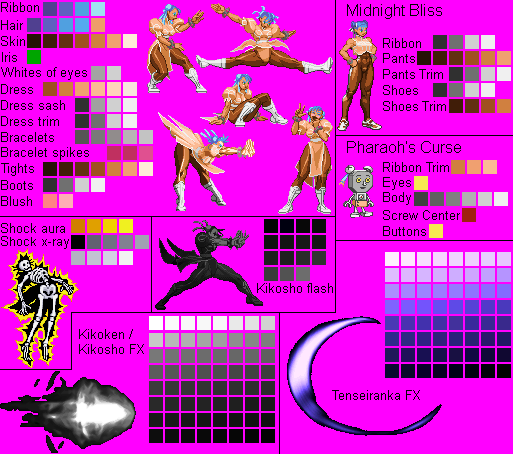 Ribbon
Hair
Skin
Iris
Whites of eyes
Dress
Dress sash
Dress trim
Bracelets
Bracelet spikes
Tights
Boots
Blush
Midnight Bliss
Ribbon
Pants
Pants Trim
Shoes
Shoes Trim
Pharaoh's Curse
Ribbon Trim
Eyes
Body
Screw Center
Buttons
Shock aura
Shock x-ray
Kikosho flash
Kikoken /
Kikosho FX
Tenseiranka FX